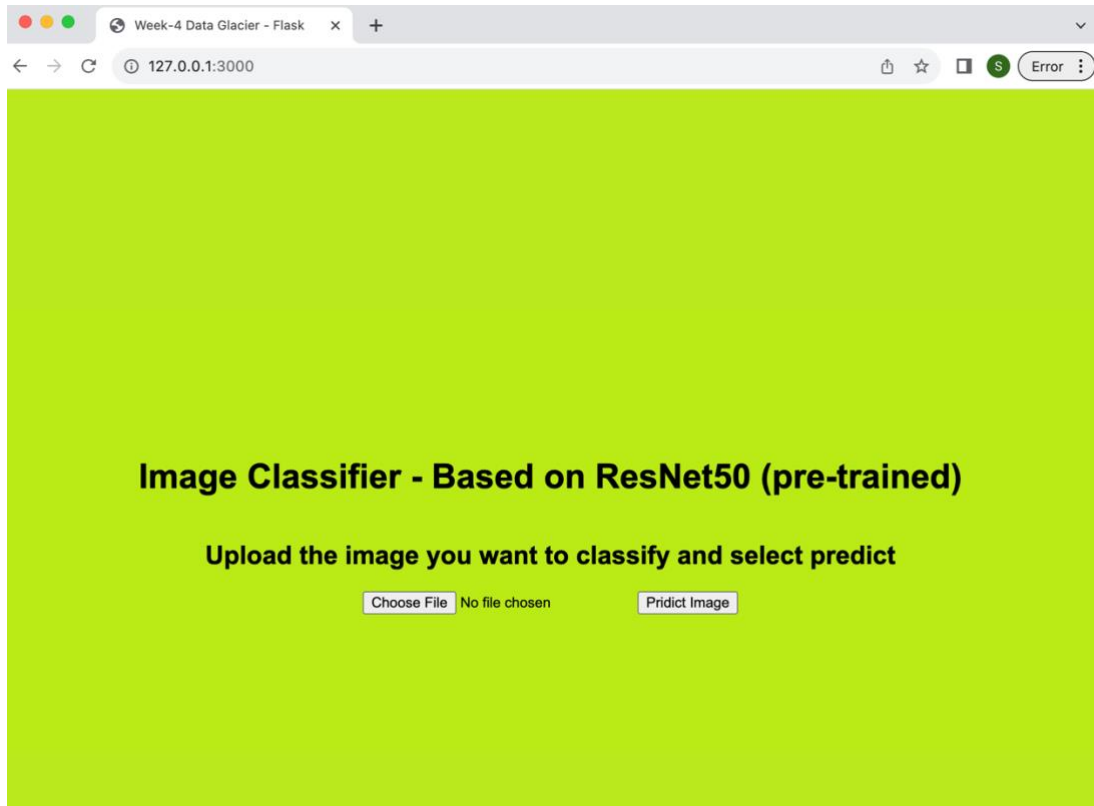 Week-4 Data Glacier - Flask
127.0.0.1:3000
S
Error
Image Classifier - Based on ResNet50 (pre-trained)
Upload the image you want to classify and select predict
Choose File No file chosen Pridict Image